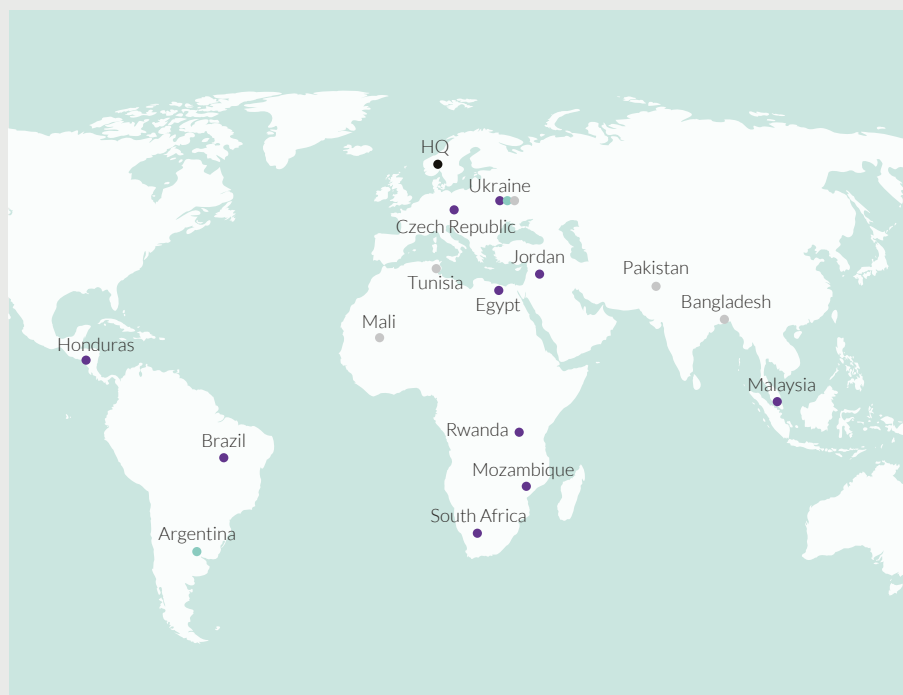 HQ
Ukraine
Czech Republic
Jordan
Pakistan
Tunisia
Egypt
Bangladesh
Mali
Honduras
Malaysia
Rwanda
Brazil
Mozambique
South Africa
Argentina